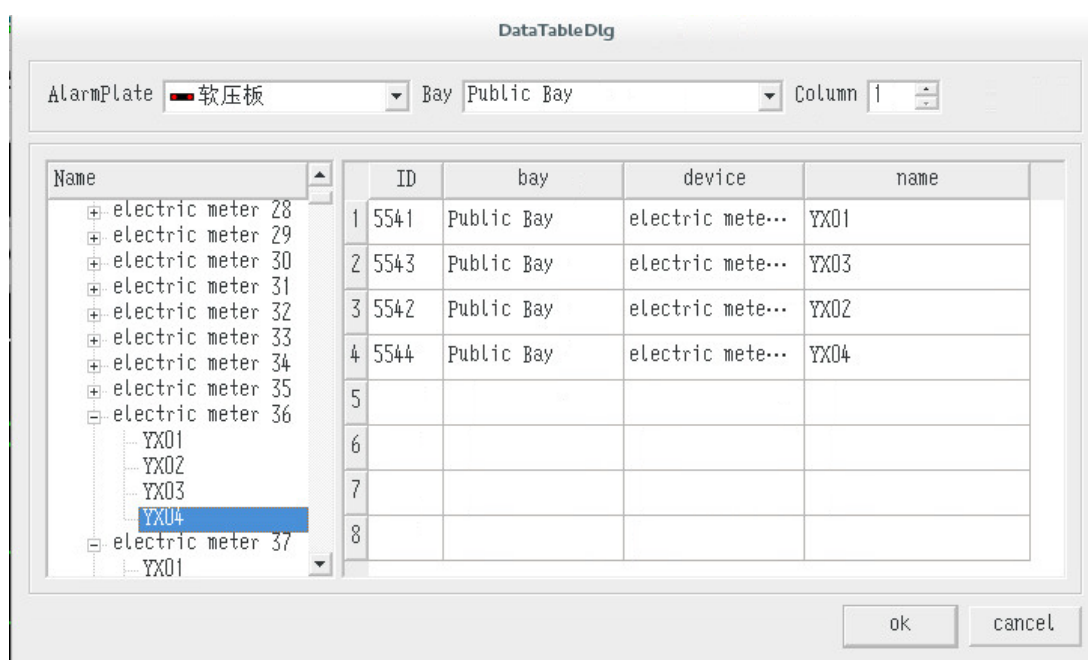 DataTableDlg
AlarmPlate 软压板 Bay Public Bay Column 1
Name
electric meter 28
electric meter 29
electric meter 30
electric meter 31
electric meter 32
electric meter 33
electric meter 34
electric meter 35
electric meter 36
YX01
YX02
YX03
YX04
electric meter 37
YX01
ID bay device name
1 5541 Public Bay electric mete··· YX01
2 5543 Public Bay electric mete··· YX03
3 5542 Public Bay electric mete··· YX02
4 5544 Public Bay electric mete··· YX04
5
6
7
8
ok cancel